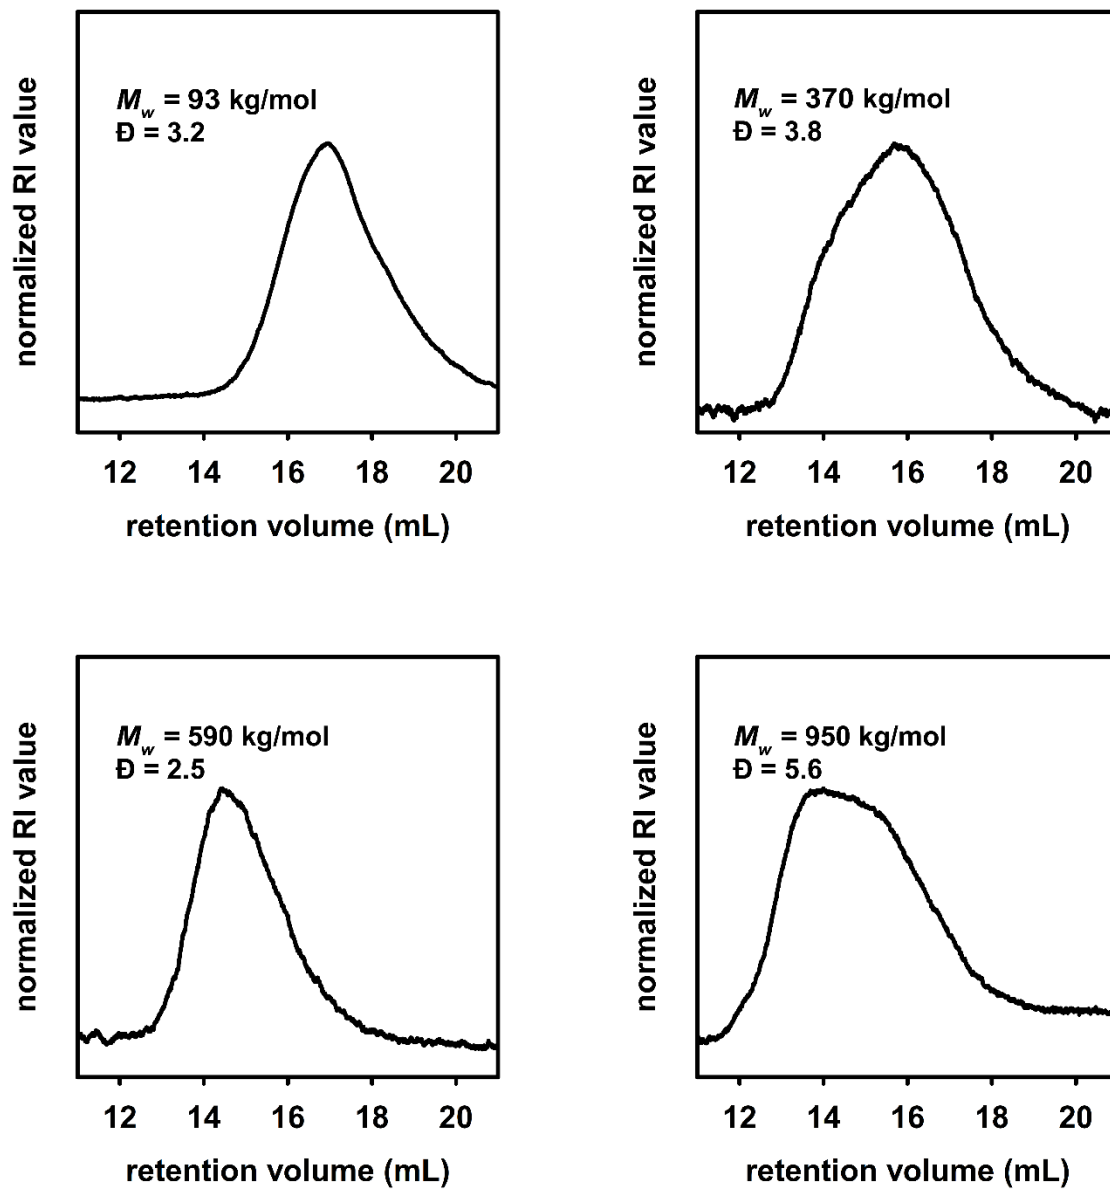 normalized RI value
M_w = 93 kg/mol
Đ = 3.2
12 14 16 18 20
retention volume (mL)
normalized RI value
M_w = 370 kg/mol
Đ = 3.8
12 14 16 18 20
retention volume (mL)
normalized RI value
M_w = 590 kg/mol
Đ = 2.5
12 14 16 18 20
retention volume (mL)
normalized RI value
M_w = 950 kg/mol
Đ = 5.6
12 14 16 18 20
retention volume (mL)